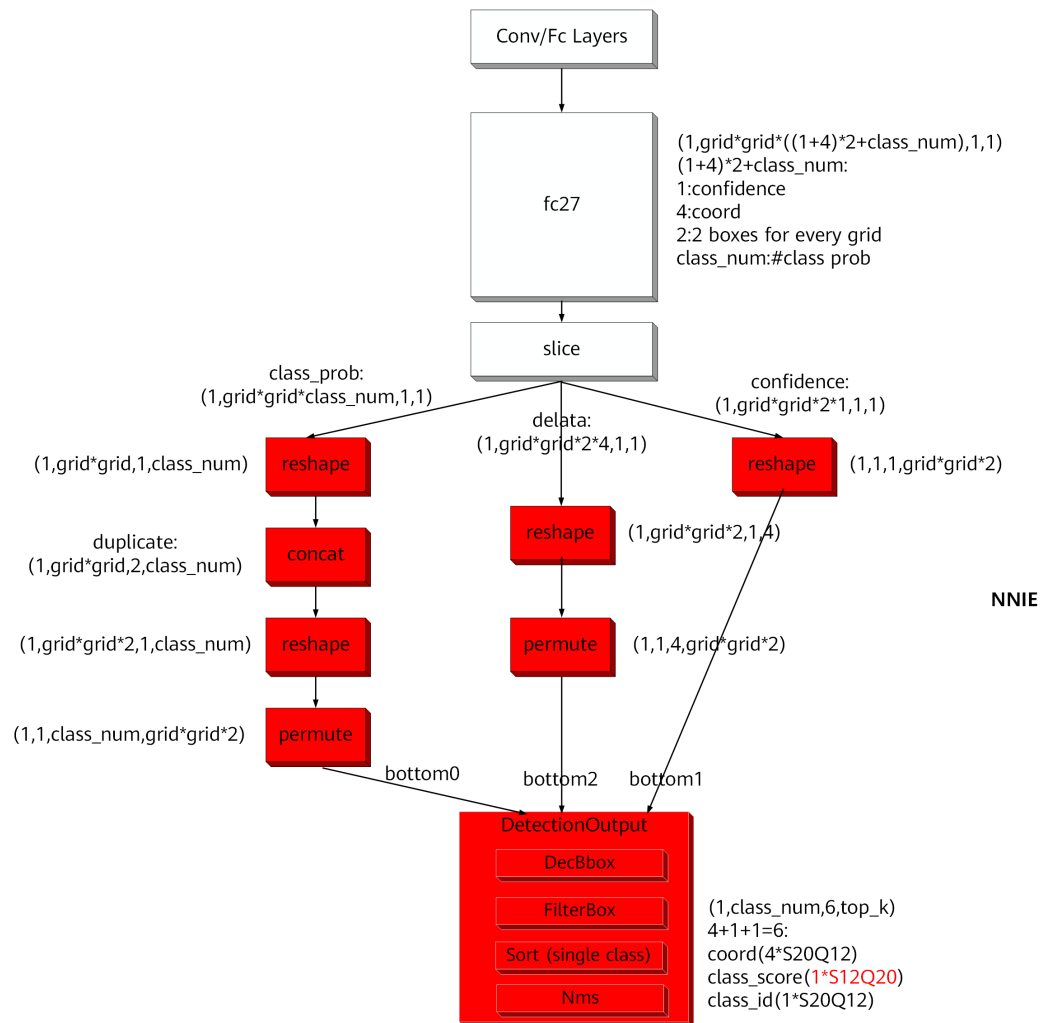 Conv/Fc Layers
fc27
(1,grid*grid*((1+4)*2+class_num),1,1)
(1+4)*2+class_num:
1:confidence
4:coord
2:2 boxes for every grid
class_num:#class prob
slice
class_prob:
(1,grid*grid*class_num,1,1)
delata:
(1,grid*grid*2*4,1,1)
confidence:
(1,grid*grid*2*1,1,1)
(1,grid*grid,1,class_num)
reshape
reshape
(1,1,1,grid*grid*2)
reshape
(1,grid*grid*2,1,4)
duplicate:
(1,grid*grid,2,class_num)
concat
NNIE
(1,grid*grid*2,1,class_num)
reshape
permute
(1,1,4,grid*grid*2)
(1,1,class_num,grid*grid*2)
permute
bottom0
bottom2
bottom1
DetectionOutput
DecBbox
FilterBox
Sort (single class)
Nms
(1,class_num,6,top_k)
4+1+1=6:
coord(4*S20Q12)
class_score(1*S12Q20)
class_id(1*S20Q12)